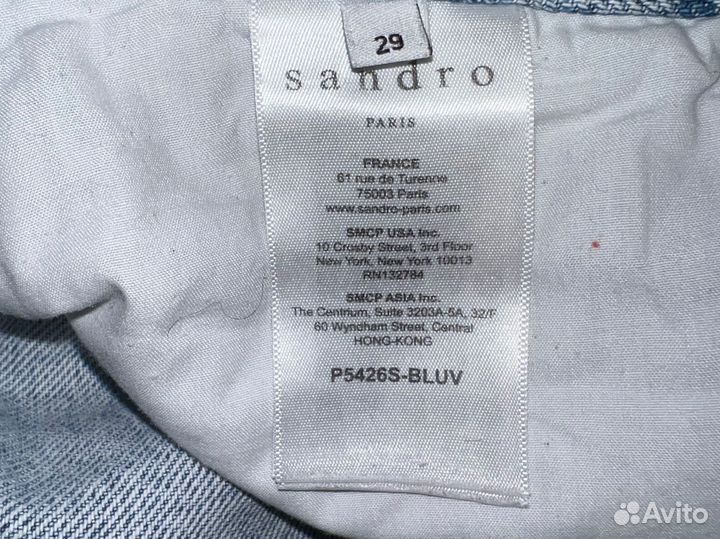 29
sandro
PARIS
FRANCE
61 rue de Turenne
75003 Paris
www.sandro-paris.com
SMCP USA Inc.
10 Crosby Street, 3rd Floor
New York, New York 10013
RN132784
SMCP ASIA Inc.
The Centrium, Suite 3203A-5A, 32/F
60 Wyndham Street, Central
HONG-KONG
P5426S-BLUV
Avito